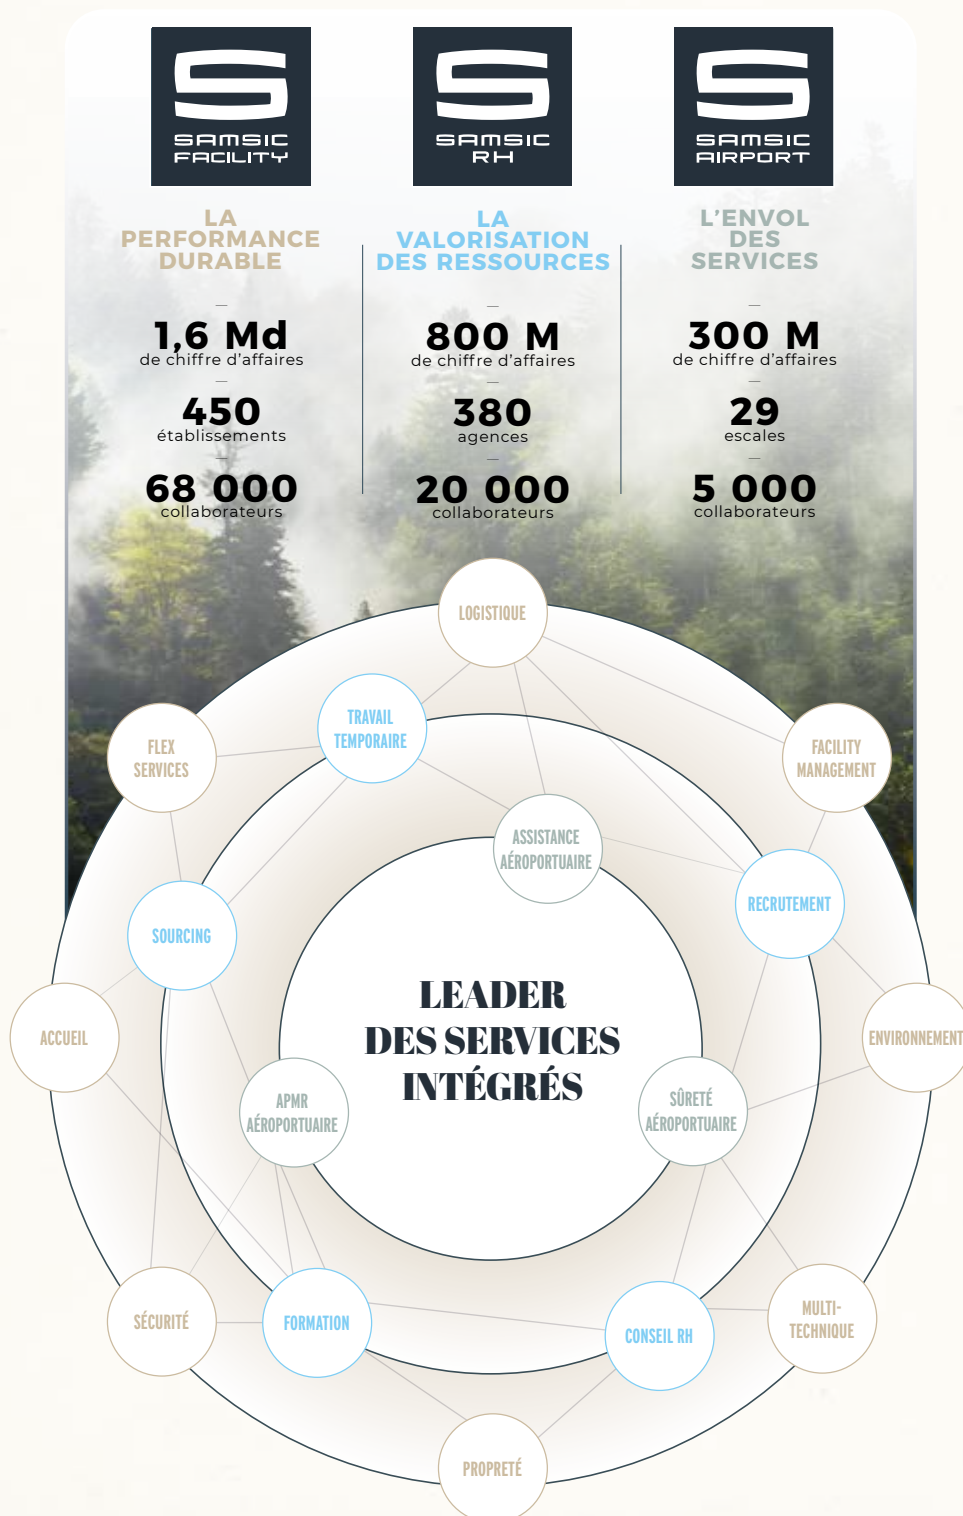 SAMSIC
FACILITY
LA
PERFORMANCE
DURABLE
1,6 Md
de chiffre d'affaires
450
établissements
68 000
collaborateurs
SAMSIC
RH
LA
VALORISATION
DES RESSOURCES
800 M
de chiffre d'affaires
380
agences
20 000
collaborateurs
SAMSIC
AIRPORT
L'ENVOL
DES
SERVICES
300 M
de chiffre d'affaires
29
escales
5 000
collaborateurs
LOGISTIQUE
TRAVAIL
TEMPORAIRE
FLEX
SERVICES
FACILITY
MANAGEMENT
ASSISTANCE
AÉROPORTUAIRE
RECRUTEMENT
SOURCING
LEADER
DES SERVICES
INTÉGRÉS
ACCUEIL
ENVIRONNEMENT
APMR
AÉROPORTUAIRE
SÛRETÉ
AÉROPORTUAIRE
SÉCURITÉ
FORMATION
CONSEIL RH
MULTI-
TECHNIQUE
PROPRETÉ